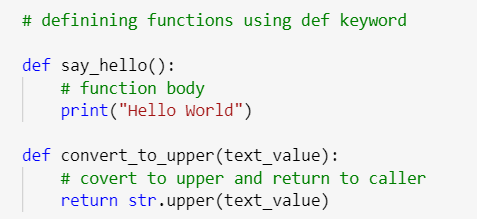 # definining functions using def keyword
def say_hello():
# function body
print("Hello World")
def convert_to_upper(text_value):
# covert to upper and return to caller
return str.upper(text_value)